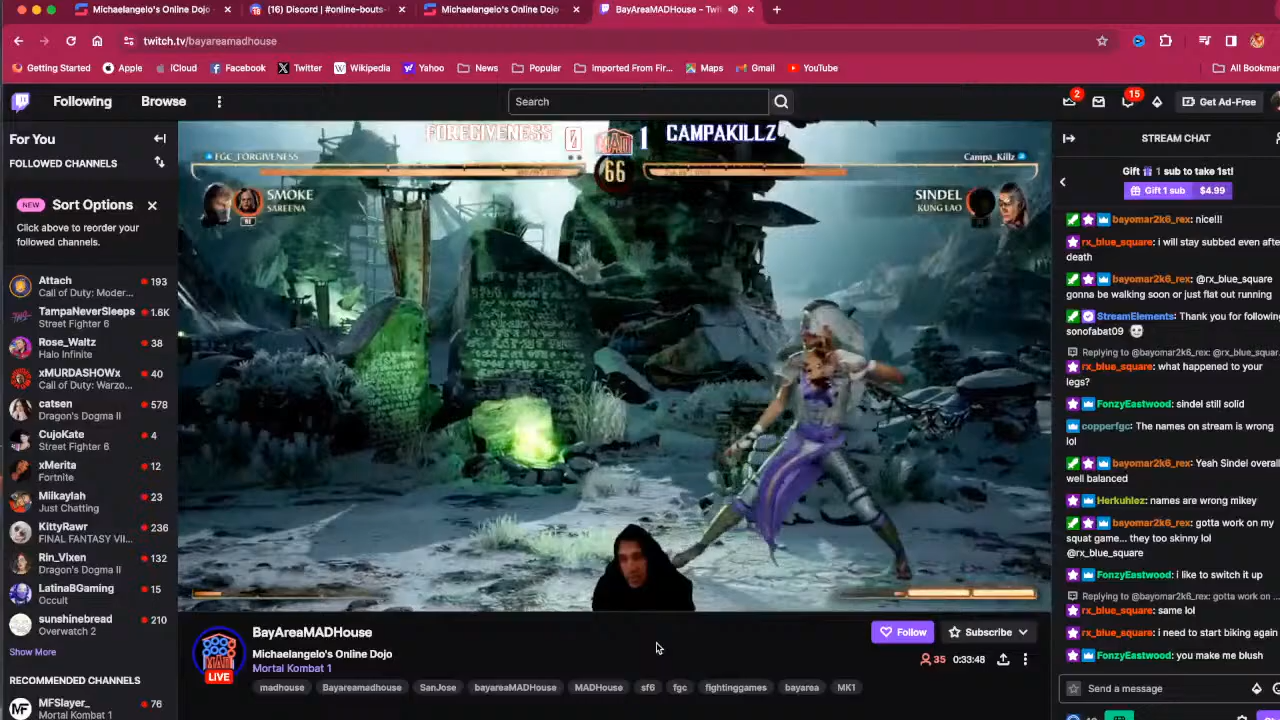 Michaelangelo's Online Dojo
(16) Discord | #online-bouts-
Michaelangelo's Online Dojo
BayAreaMADHouse - Twi
twitch.tv/bayareamadhouse
Getting Started
Apple
iCloud
Facebook
Twitter
Wikipedia
Yahoo
News
Popular
Imported From Fir...
Maps
Gmail
YouTube
All Bookmar
Following
Browse
Search
2
15
Get Ad-Free
For You
FOLLOWED CHANNELS
NEW
Sort Options
Click above to reorder your
followed channels.
Attach
193
Call of Duty: Moder...
TampaNeverSleeps
1.6K
Street Fighter 6
Rose_Waltz
38
Halo Infinite
xMURDASHOWx
40
Call of Duty: Warzo...
catsen
578
Dragon's Dogma II
CujoKate
4
Street Fighter 6
xMerita
12
Fortnite
Miikaylah
23
Just Chatting
KittyRawr
236
FINAL FANTASY VII...
Rin_Vixen
132
Dragon's Dogma II
LatinaBGaming
15
Occult
sunshinebread
210
Overwatch 2
Show More
RECOMMENDED CHANNELS
MFSlayer_
76
Mortal Kombat 1
FORGIVENESS 0 MAD 1 CAMPAKILLZ
FGC_FORGIVENESS
66
Campa_Killz
SMOKE
SAREENA
SINDEL
KUNG LAO
LIVE
BayAreaMADHouse
Michaelangelo's Online Dojo
Mortal Kombat 1
Follow
Subscribe
35
0:33:48
madhouse
Bayareamadhouse
SanJose
bayareaMADHouse
MADHouse
sf6
fgc
fightinggames
bayarea
MK1
STREAM CHAT
Gift 1 sub to take 1st!
Gift 1 sub $4.99
bayomar2k6_rex: nice!!!
rx_blue_square: i will stay subbed even after
death
bayomar2k6_rex: @rx_blue_square
gonna be walking soon or just flat out running
StreamElements: Thank you for following
sonofabat09
Replying to @bayomar2k6_rex: @rx_blue_squar...
rx_blue_square: what happened to your
legs?
FonzyEastwood: sindel still solid
copperfgc: The names on stream is wrong
lol
bayomar2k6_rex: Yeah Sindel overall
well balanced
Herkuhlez: names are wrong mikey
bayomar2k6_rex: gotta work on my
squat game... they too skinny lol
@rx_blue_square
FonzyEastwood: i like to switch it up
Replying to @bayomar2k6_rex: gotta work on ...
rx_blue_square: same lol
rx_blue_square: i need to start biking again
FonzyEastwood: you make me blush
Send a message